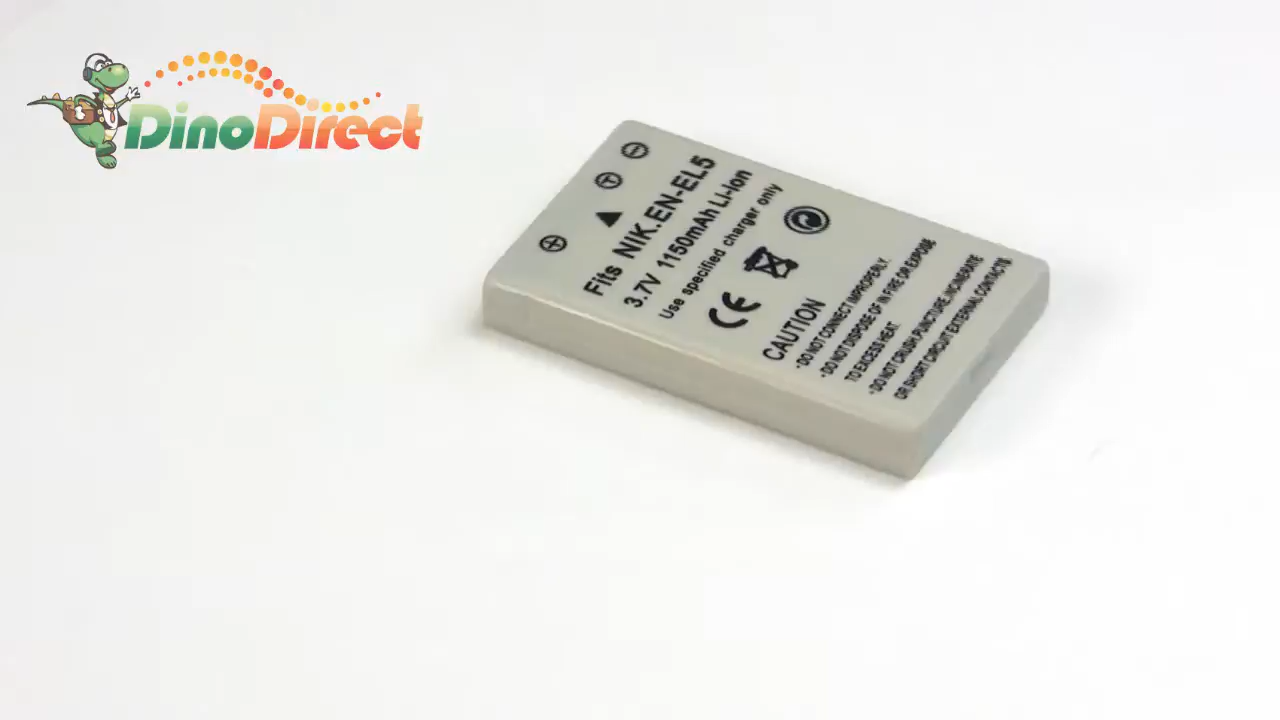 DinoDirect
Fits NIK.EN-EL5
3.7V 1150mAh Li-Ion
Use specified charger only
CE
CAUTION
·DO NOT CONNECT IMPROPERLY.
·DO NOT DISPOSE OF IN FIRE OR EXPOSE
TO EXCESS HEAT.
·DO NOT CRUSH,PUNCTURE,INCINERATE
OR SHORT CIRCUIT EXTERNAL CONTACTS.